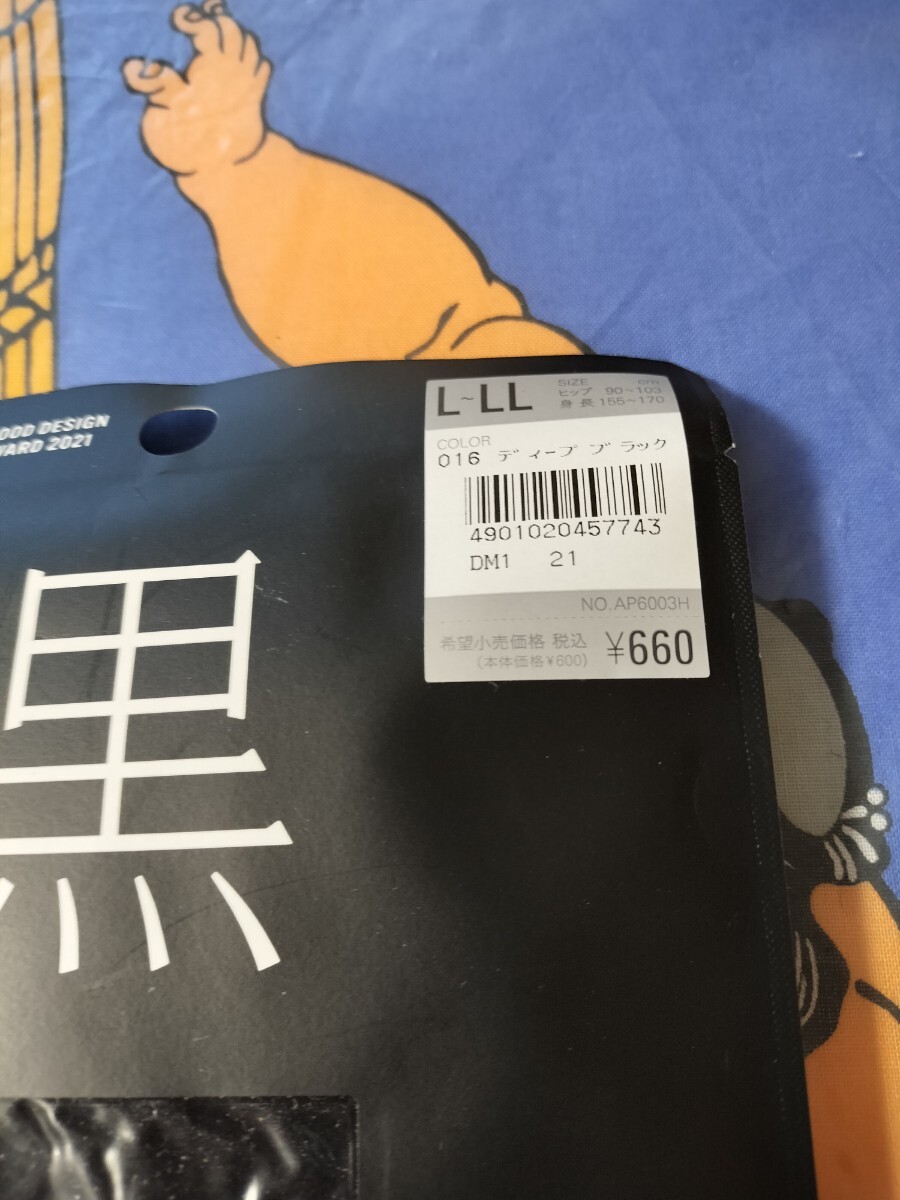 OOD DESIGN
WARD 2021
黒
L~LL
SIZE cm
ヒップ 90~103
身長 155~170
COLOR
016 ディープ ブラック
4901020457743
DM1 21
NO.AP6003H
希望小売価格 税込 ¥660
(本体価格¥600)